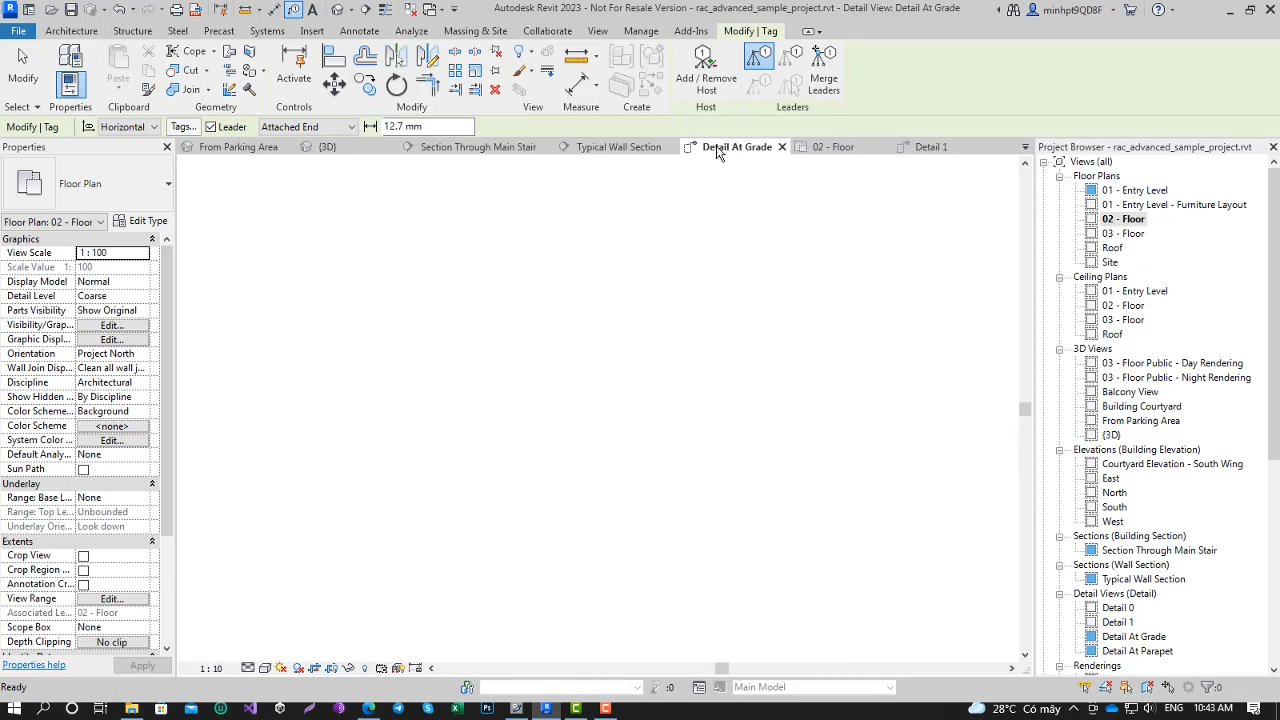 Autodesk Revit 2023 - Not For Resale Version - rac_advanced_sample_project.rvt - Detail View: Detail At Grade
minhpt9QD8F
File Architecture Structure Steel Precast Systems Insert Annotate Analyze Massing & Site Collaborate View Manage Add-Ins Modify | Tag
Modify Paste Cope Cut Join Activate Add / Remove Host Merge Leaders
Select Properties Clipboard Geometry Controls Modify View Measure Create Host Leaders
Modify | Tag Horizontal Tags... Leader Attached End 12.7 mm
Properties
From Parking Area {3D} Section Through Main Stair Typical Wall Section Detail At Grade 02 - Floor Detail 1
Project Browser - rac_advanced_sample_project.rvt
Floor Plan
Floor Plan: 02 - Floor Edit Type
Graphics
View Scale 1 : 100
Scale Value 1: 100
Display Model Normal
Detail Level Coarse
Parts Visibility Show Original
Visibility/Grap... Edit...
Graphic Displ... Edit...
Orientation Project North
Wall Join Disp... Clean all wall j...
Discipline Architectural
Show Hidden ... By Discipline
Color Scheme... Background
Color Scheme <none>
System Color ... Edit...
Default Analy... None
Sun Path
Underlay
Range: Base L... None
Range: Top Le... Unbounded
Underlay Orie... Look down
Extents
Crop View
Crop Region ...
Annotation Cr...
View Range Edit...
Associated Le... 02 - Floor
Scope Box None
Depth Clipping No clip
Properties help Apply
Views (all)
Floor Plans
01 - Entry Level
01 - Entry Level - Furniture Layout
02 - Floor
03 - Floor
Roof
Site
Ceiling Plans
01 - Entry Level
02 - Floor
03 - Floor
Roof
3D Views
03 - Floor Public - Day Rendering
03 - Floor Public - Night Rendering
Balcony View
Building Courtyard
From Parking Area
{3D}
Elevations (Building Elevation)
Courtyard Elevation - South Wing
East
North
South
West
Sections (Building Section)
Section Through Main Stair
Sections (Wall Section)
Typical Wall Section
Detail Views (Detail)
Detail 0
Detail 1
Detail At Grade
Detail At Parapet
Renderings
1 : 10
Ready :0 Main Model :0
28°C Có mây 10:43 AM